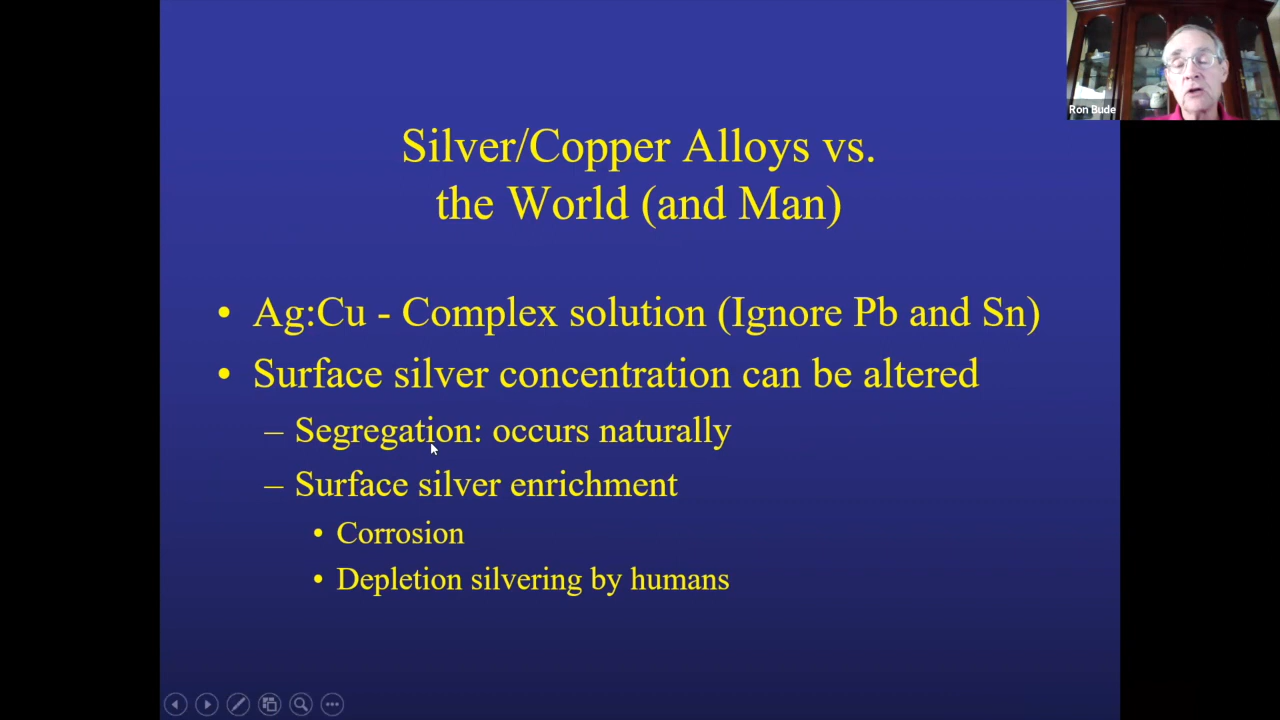 Ron Bude
Silver/Copper Alloys vs.
the World (and Man)
• Ag:Cu - Complex solution (Ignore Pb and Sn)
• Surface silver concentration can be altered
– Segregation: occurs naturally
– Surface silver enrichment
• Corrosion
• Depletion silvering by humans